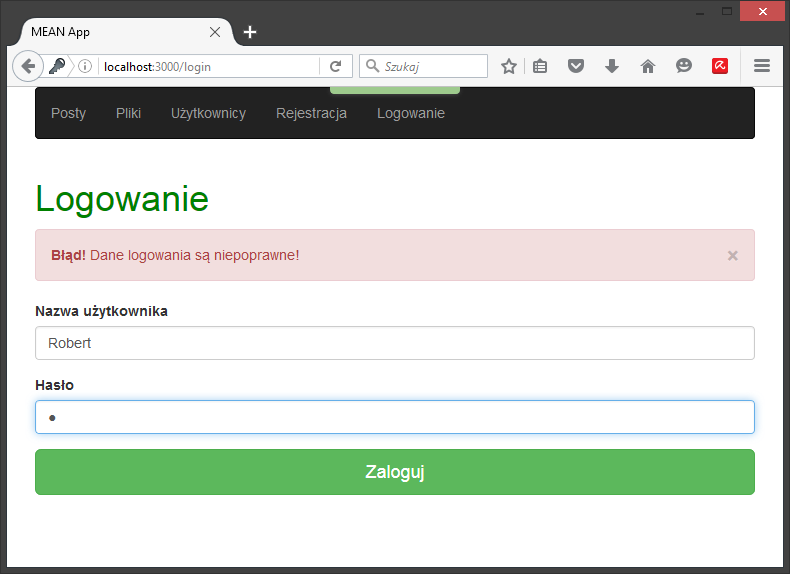 MEAN App
localhost:3000/login
Szukaj
Posty Pliki Użytkownicy Rejestracja Logowanie
Logowanie
Błąd! Dane logowania są niepoprawne!
Nazwa użytkownika
Robert
Hasło
Zaloguj